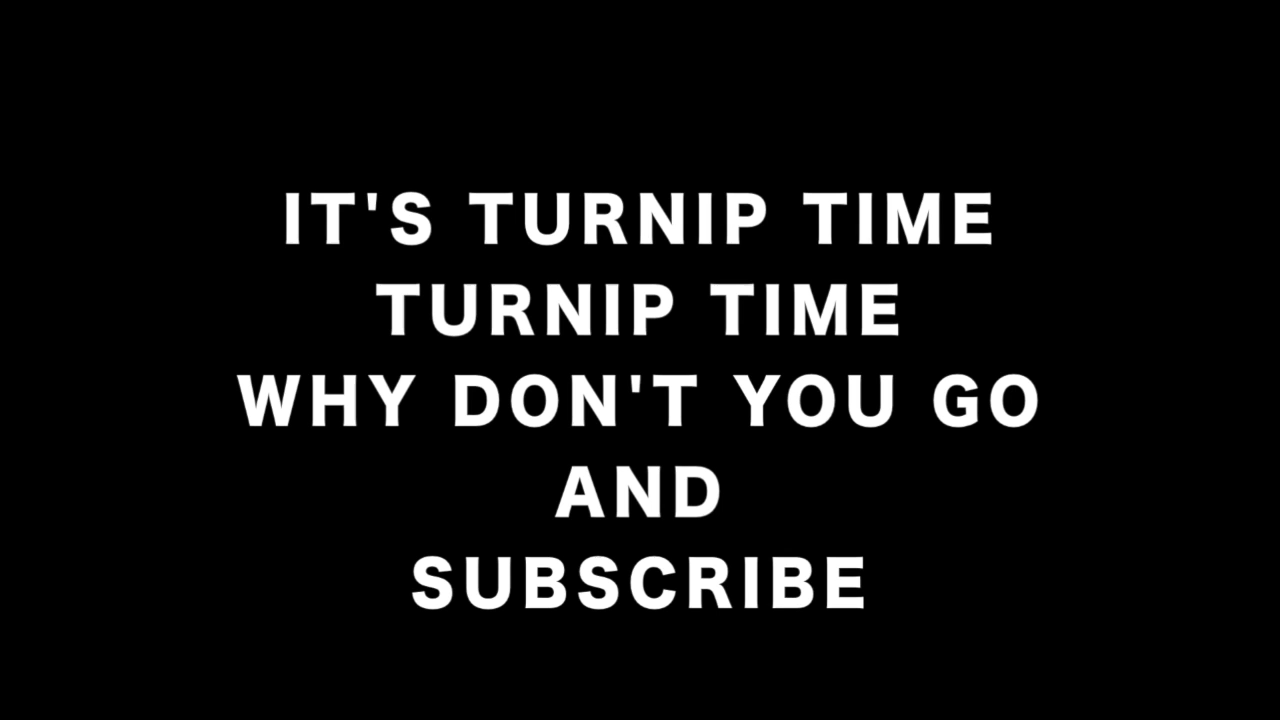 IT'S TURNIP TIME
TURNIP TIME
WHY DON'T YOU GO
AND
SUBSCRIBE